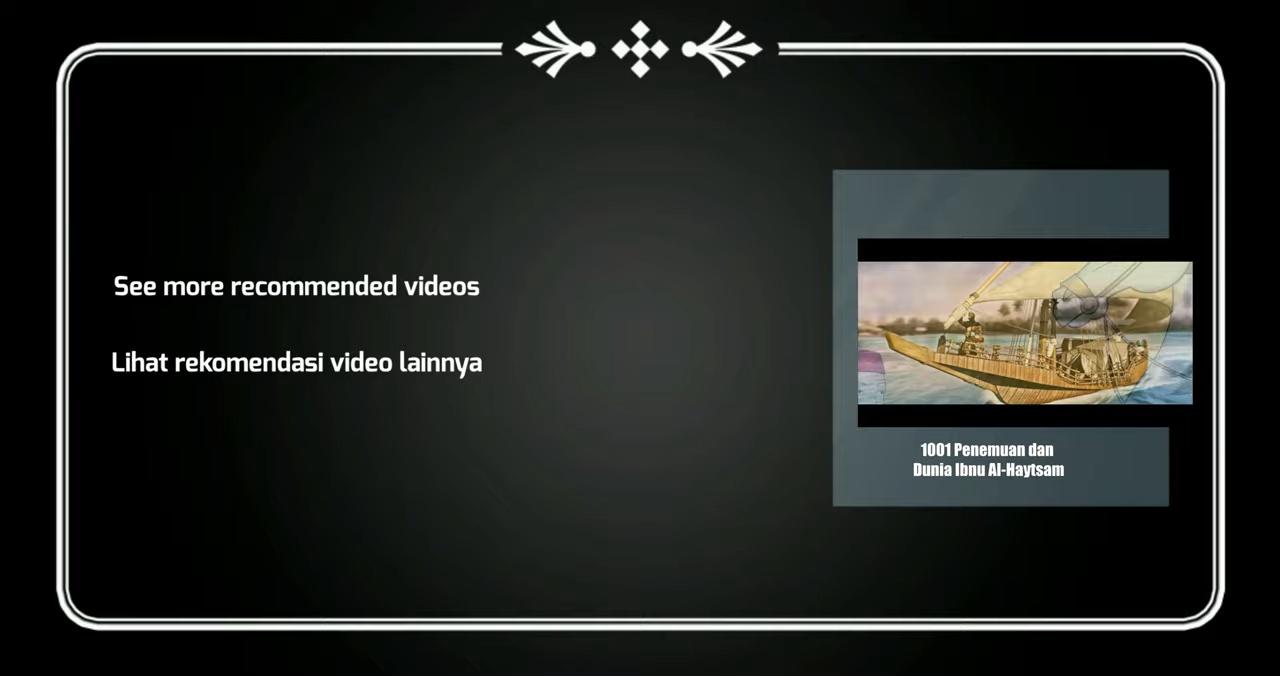 See more recommended videos
Lihat rekomendasi video lainnya
1001 Penemuan dan
Dunia Ibnu Al-Haytsam